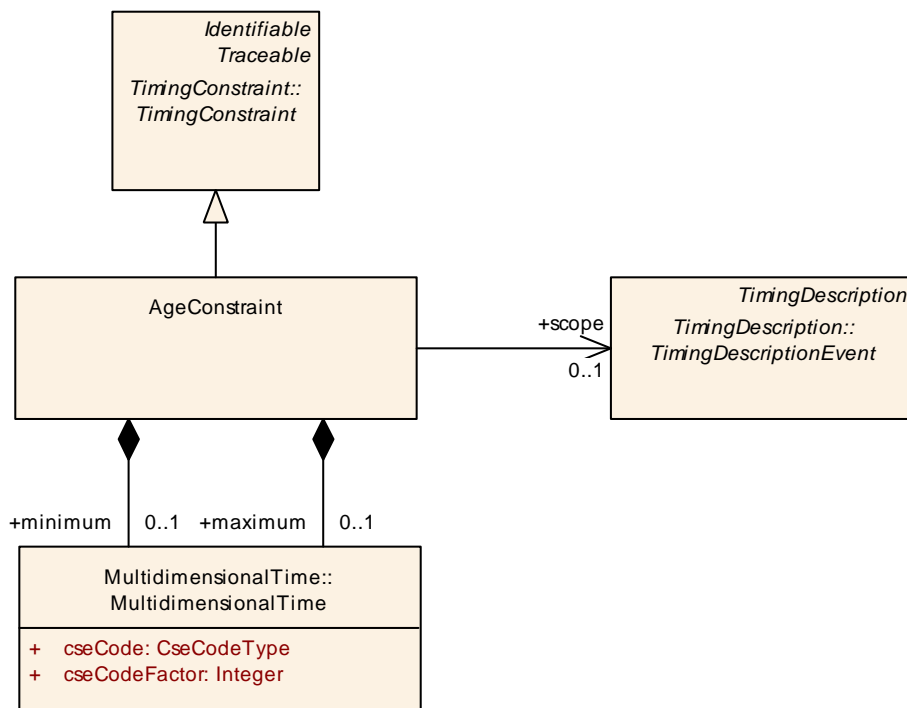 Identifiable
Traceable
TimingConstraint::
TimingConstraint
AgeConstraint
+scope
0..1
TimingDescription
TimingDescription::
TimingDescriptionEvent
+minimum 0..1 +maximum 0..1
MultidimensionalTime::
MultidimensionalTime
+ cseCode: CseCodeType
+ cseCodeFactor: Integer